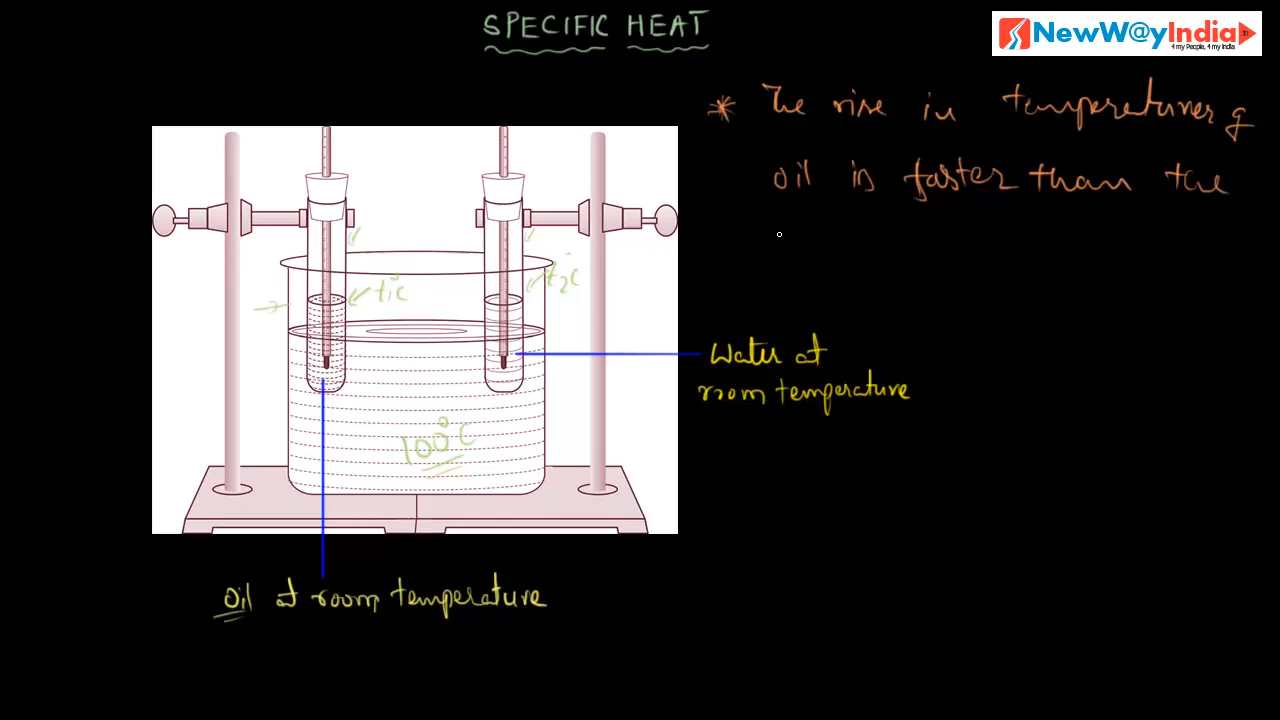 SPECIFIC HEAT
NewW@yIndia
4 my People, 4 my India
* The rise in temperature of
oil is faster than the
t₁°C
t₂°C
Water at
room temperature
100°C
Oil at room temperature